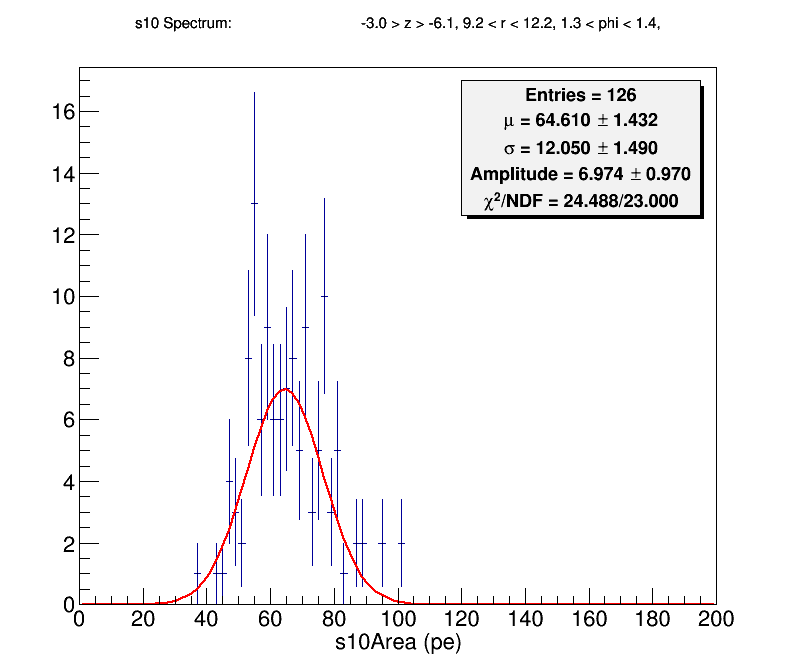 s10 Spectrum: -3.0 > z > -6.1, 9.2 < r < 12.2, 1.3 < phi < 1.4,
Entries = 126
μ = 64.610 ± 1.432
σ = 12.050 ± 1.490
Amplitude = 6.974 ± 0.970
χ²/NDF = 24.488/23.000
16
14
12
10
8
6
4
2
0
0 20 40 60 80 100 120 140 160 180 200
s10Area (pe)